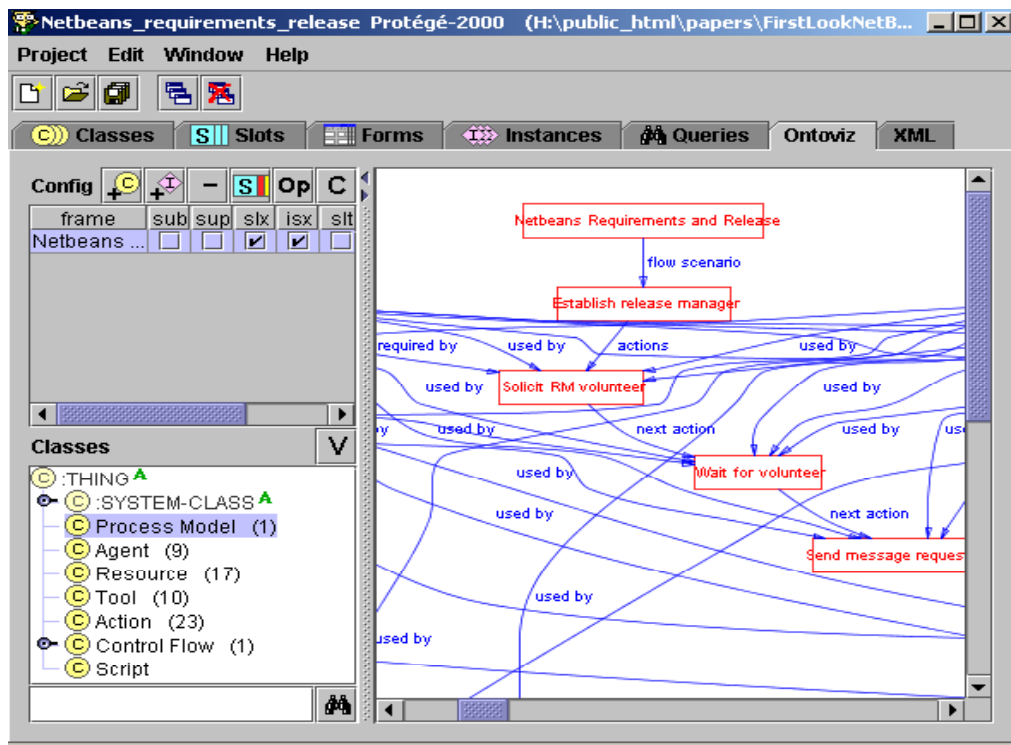 Netbeans_requirements_release Protégé-2000 (H:\public_html\papers\FirstLookNetB...
Project Edit Window Help
C Classes S Slots Forms I Instances Queries Ontoviz XML
Config C I – S Op C
frame sub sup slx isx slt
Netbeans ...
Classes V
C :THING A
C :SYSTEM-CLASS A
C Process Model (1)
C Agent (9)
C Resource (17)
C Tool (10)
C Action (23)
C Control Flow (1)
C Script
Netbeans Requirements and Release
flow scenario
Establish release manager
required by used by actions used by
used by Solicit RM volunteer used by
used by next action used by
used by Wait for volunteer
used by next action
Send message reques
used by
used by